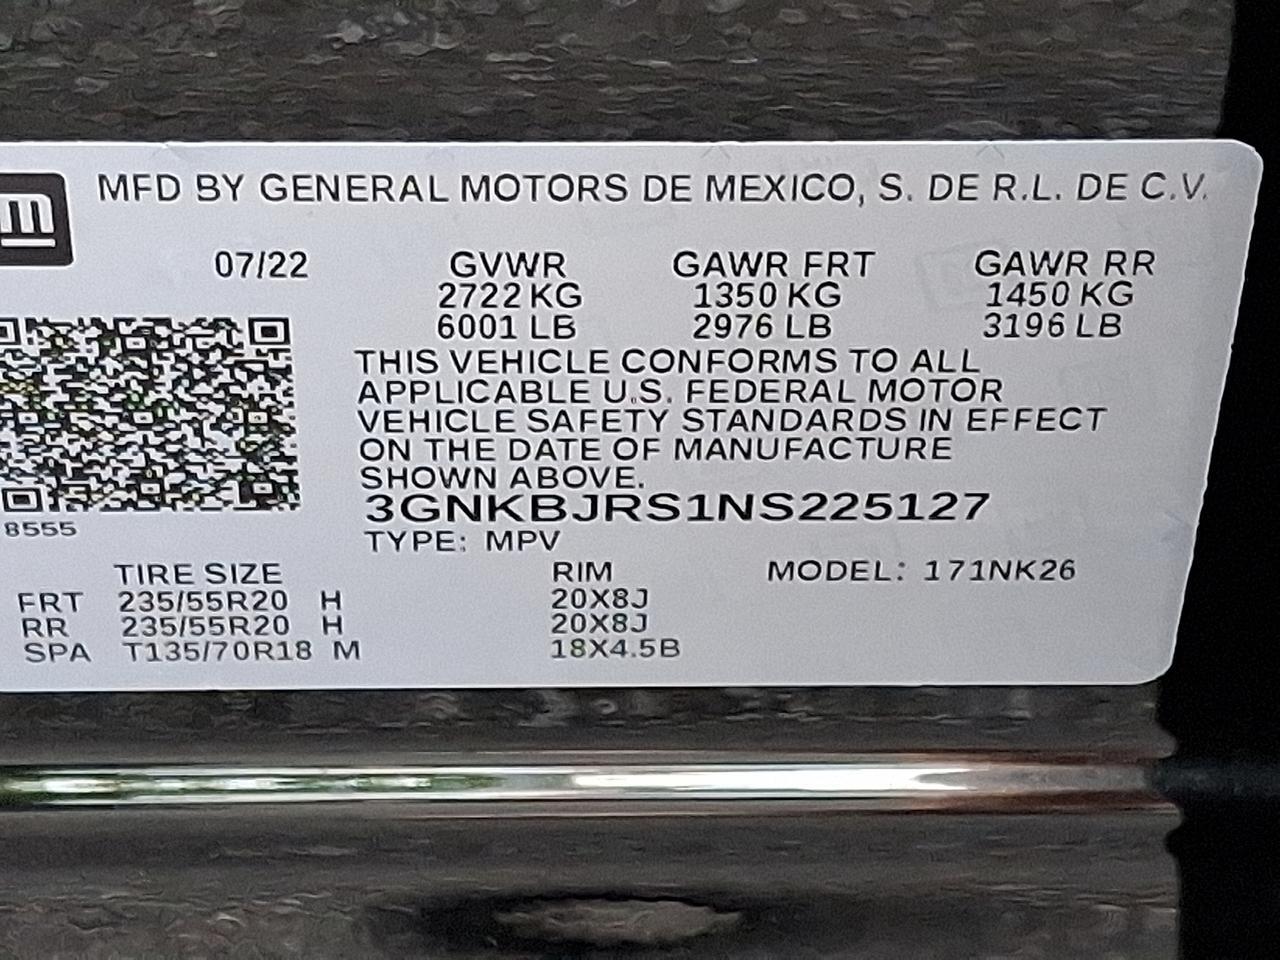 MFD BY GENERAL MOTORS DE MEXICO, S. DE R.L. DE C.V.
07/22 GVWR GAWR FRT GAWR RR
2722 KG 1350 KG 1450 KG
6001 LB 2976 LB 3196 LB
THIS VEHICLE CONFORMS TO ALL
APPLICABLE U.S. FEDERAL MOTOR
VEHICLE SAFETY STANDARDS IN EFFECT
ON THE DATE OF MANUFACTURE
SHOWN ABOVE.
3GNKBJRS1NS225127
8555
TYPE: MPV
TIRE SIZE RIM MODEL: 171NK26
FRT 235/55R20 H 20X8J
RR 235/55R20 H 20X8J
SPA T135/70R18 M 18X4.5B